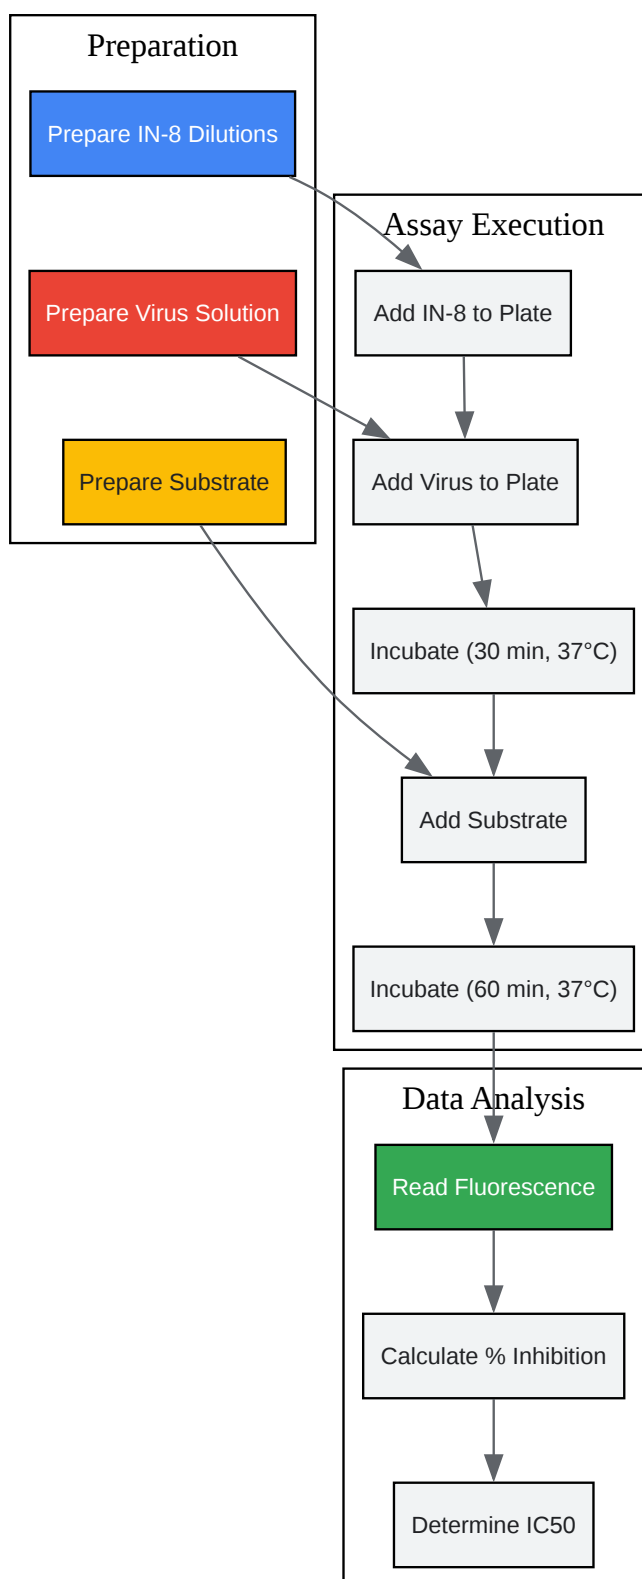 Preparation
Prepare IN-8 Dilutions
Prepare Virus Solution
Prepare Substrate
Assay Execution
Add IN-8 to Plate
Add Virus to Plate
Incubate (30 min, 37°C)
Add Substrate
Incubate (60 min, 37°C)
Data Analysis
Read Fluorescence
Calculate % Inhibition
Determine IC50